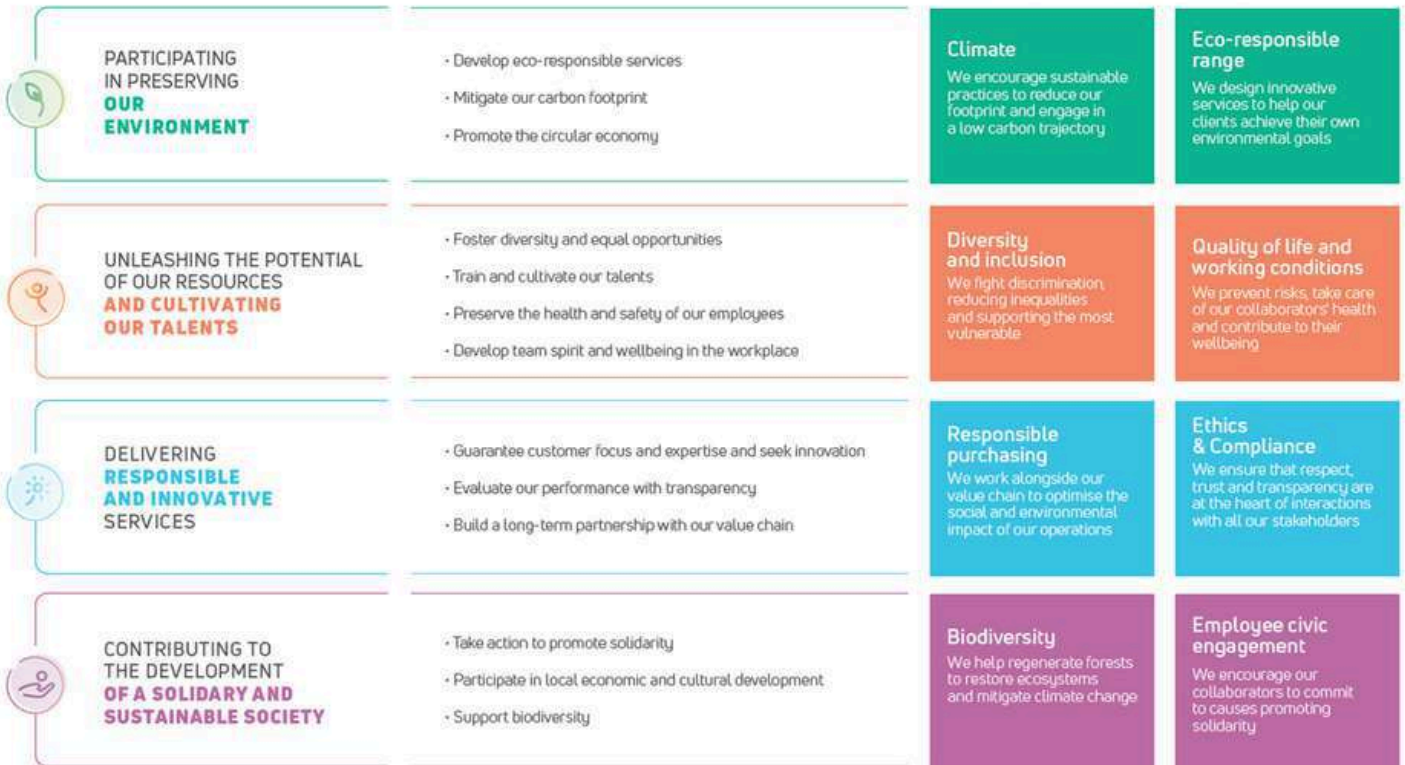 PARTICIPATING
IN PRESERVING
OUR
ENVIRONMENT
• Develop eco-responsible services
• Mitigate our carbon footprint
• Promote the circular economy
Climate
We encourage sustainable
practices to reduce our
footprint and engage in
a low carbon trajectory
Eco-responsible
range
We design innovative
services to help our
clients achieve their own
environmental goals
UNLEASHING THE POTENTIAL
OF OUR RESOURCES
AND CULTIVATING
OUR TALENTS
• Foster diversity and equal opportunities
• Train and cultivate our talents
• Preserve the health and safety of our employees
• Develop team spirit and wellbeing in the workplace
Diversity
and inclusion
We fight discrimination,
reducing inequalities
and supporting the most
vulnerable
Quality of life and
working conditions
We prevent risks, take care
of our collaborators' health
and contribute to their
wellbeing
DELIVERING
RESPONSIBLE
AND INNOVATIVE
SERVICES
• Guarantee customer focus and expertise and seek innovation
• Evaluate our performance with transparency
• Build a long-term partnership with our value chain
Responsible
purchasing
We work alongside our
value chain to optimise the
social and environmental
impact of our operations
Ethics
& Compliance
We ensure that respect,
trust and transparency are
at the heart of interactions
with all our stakeholders
CONTRIBUTING TO
THE DEVELOPMENT
OF A SOLIDARY AND
SUSTAINABLE SOCIETY
• Take action to promote solidarity
• Participate in local economic and cultural development
• Support biodiversity
Biodiversity
We help regenerate forests
to restore ecosystems
and mitigate climate change
Employee civic
engagement
We encourage our
collaborators to commit
to causes promoting
solidarity